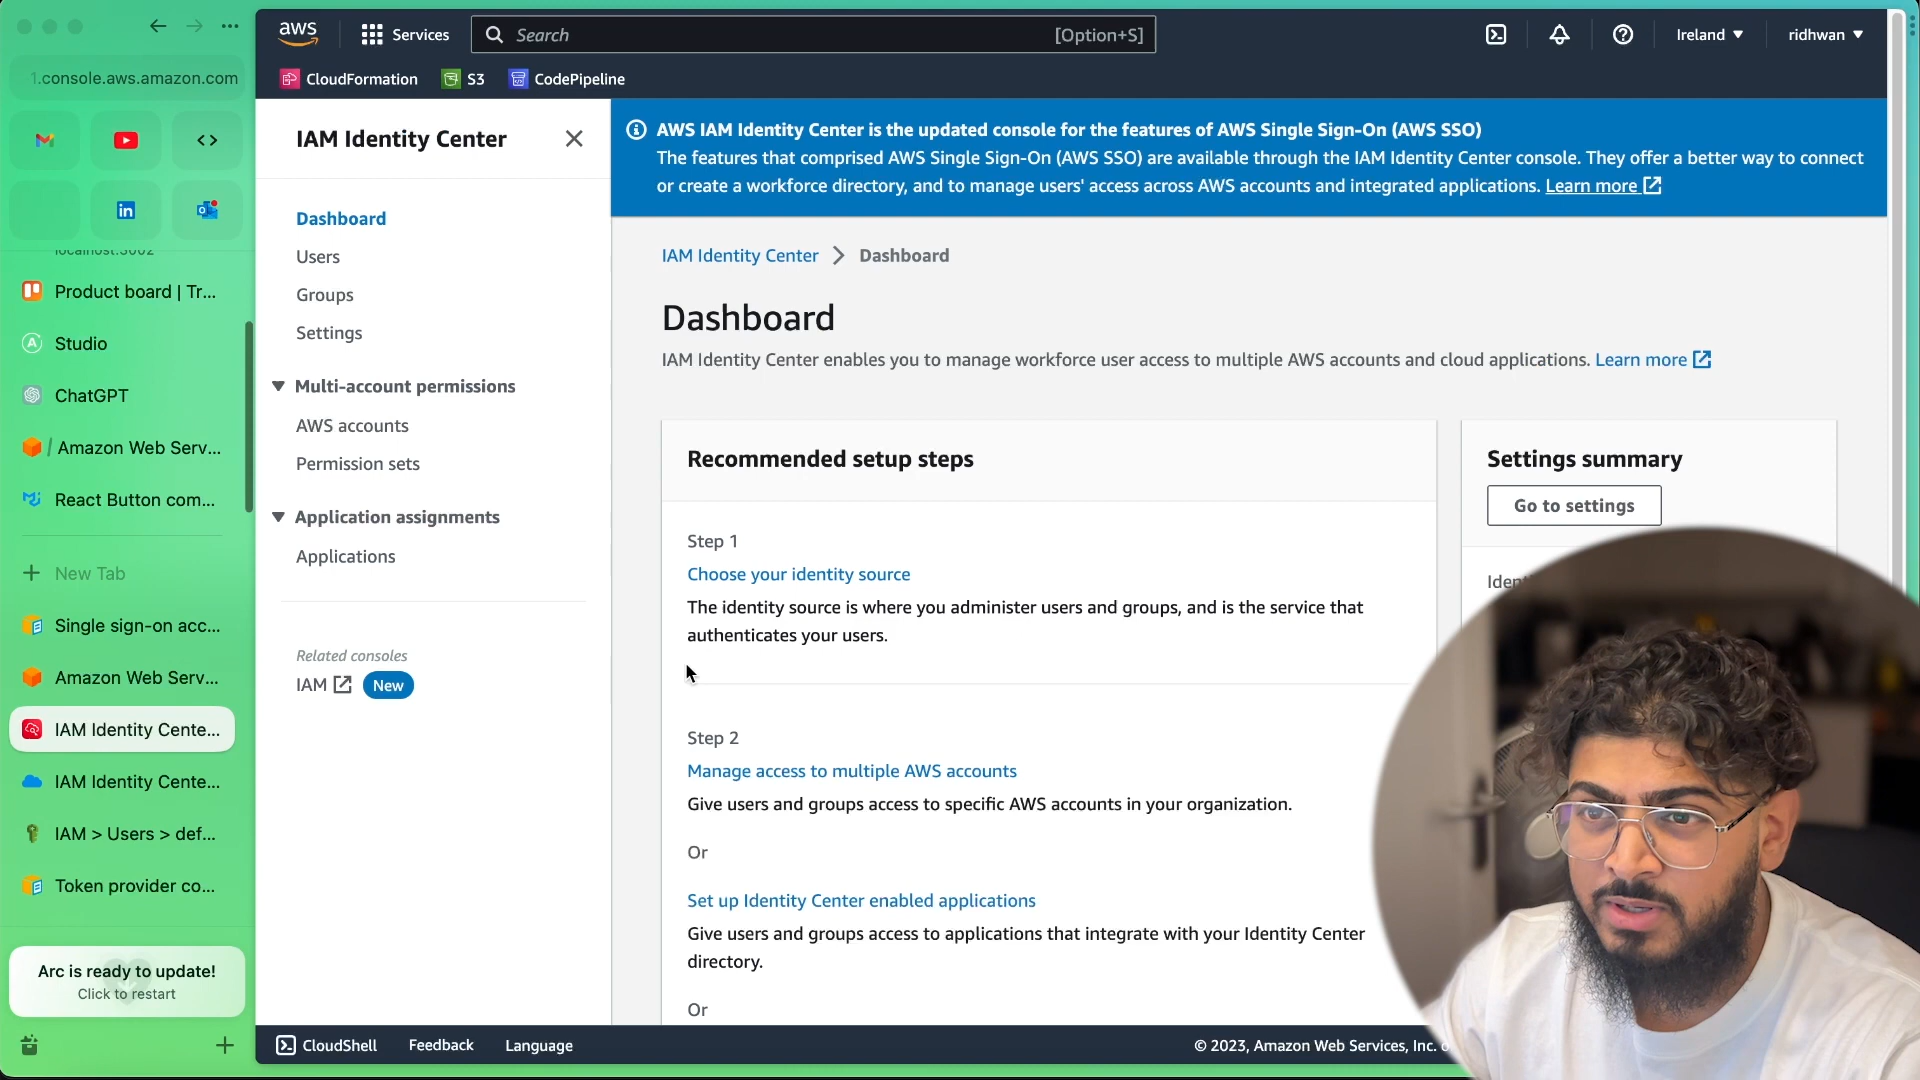 aws
Services
Search
[Option+S]
Ireland
ridhwan
1.console.aws.amazon.com
CloudFormation
S3
CodePipeline
Product board | Tr...
Studio
ChatGPT
/ Amazon Web Serv...
React Button com...
New Tab
Single sign-on acc...
Amazon Web Serv...
IAM Identity Cente...
IAM Identity Cente...
IAM > Users > def...
Token provider co...
Arc is ready to update!
Click to restart
IAM Identity Center
Dashboard
Users
Groups
Settings
Multi-account permissions
AWS accounts
Permission sets
Application assignments
Applications
Related consoles
IAM
New
AWS IAM Identity Center is the updated console for the features of AWS Single Sign-On (AWS SSO)
The features that comprised AWS Single Sign-On (AWS SSO) are available through the IAM Identity Center console. They offer a better way to connect
or create a workforce directory, and to manage users' access across AWS accounts and integrated applications. Learn more
IAM Identity Center > Dashboard
Dashboard
IAM Identity Center enables you to manage workforce user access to multiple AWS accounts and cloud applications. Learn more
Recommended setup steps
Step 1
Choose your identity source
The identity source is where you administer users and groups, and is the service that
authenticates your users.
Step 2
Manage access to multiple AWS accounts
Give users and groups access to specific AWS accounts in your organization.
Or
Set up Identity Center enabled applications
Give users and groups access to applications that integrate with your Identity Center
directory.
Or
Settings summary
Go to settings
CloudShell
Feedback
Language
© 2023, Amazon Web Services, Inc.